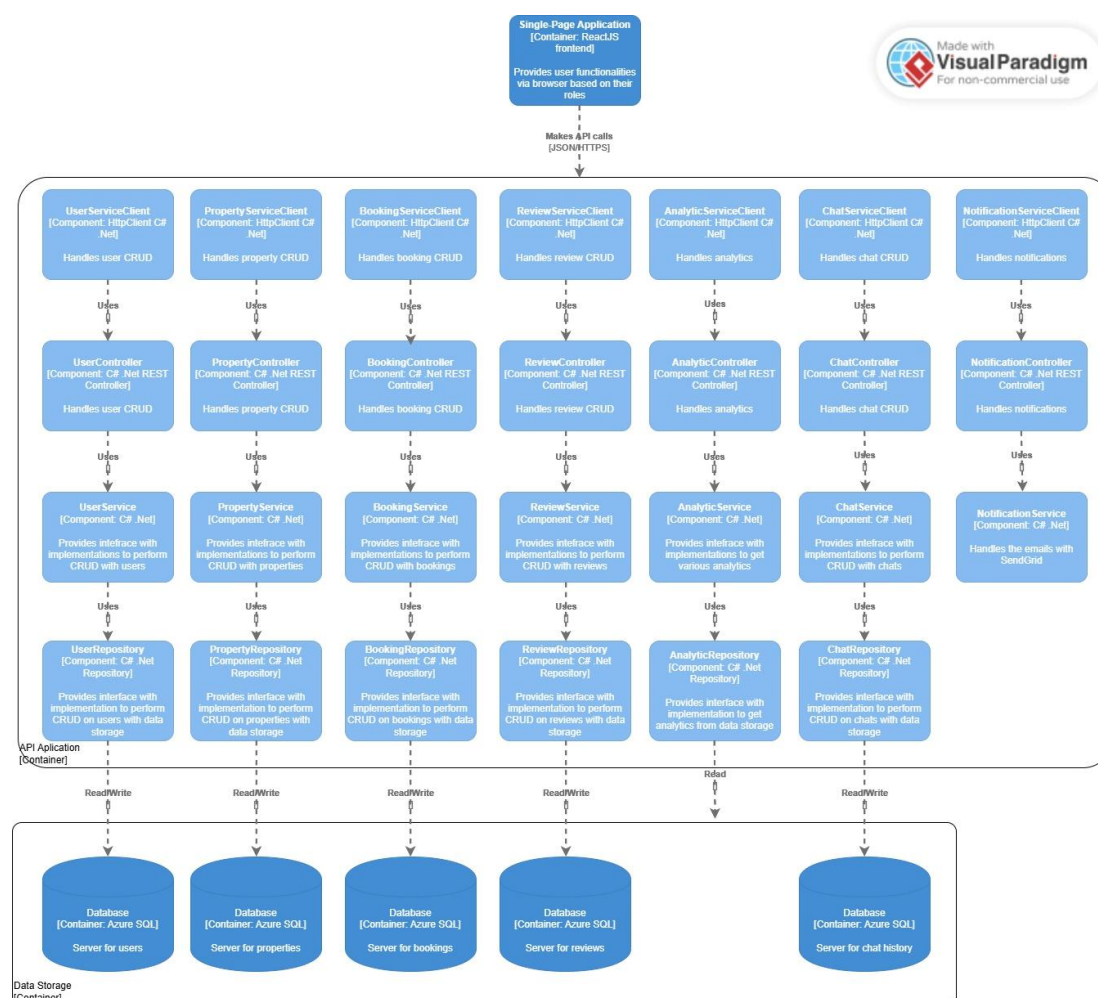 Single-Page Application
[Container: ReactJS
frontend]
Provides user functionalities
via browser based on their
roles
Made with
VisualParadigm
For non-commercial use
Makes API calls
[JSON/HTTPS]
UserServiceClient
[Component: HttpClient C#
.Net]
Handles user CRUD
PropertyServiceClient
[Component: HttpClient C#
.Net]
Handles property CRUD
BookingServiceClient
[Component: HttpClient C#
.Net]
Handles booking CRUD
ReviewServiceClient
[Component: HttpClient C#
.Net]
Handles review CRUD
AnalyticServiceClient
[Component: HttpClient C#
.Net]
Handles analytics
ChatServiceClient
[Component: HttpClient C#
.Net]
Handles chat CRUD
NotificationServiceClient
[Component: HttpClient C#
.Net]
Handles notifications
Uses
Uses
Uses
Uses
Uses
Uses
Uses
UserController
[Component: C# .Net REST
Controller]
Handles user CRUD
PropertyController
[Component: C# .Net REST
Controller]
Handles property CRUD
BookingController
[Component: C# .Net REST
Controller]
Handles booking CRUD
ReviewController
[Component: C# .Net REST
Controller]
Handles review CRUD
AnalyticController
[Component: C# .Net REST
Controller]
Handles analytics
ChatController
[Component: C# .Net REST
Controller]
Handles chat CRUD
NotificationController
[Component: C# .Net REST
Controller]
Handles notifications
Uses
Uses
Uses
Uses
Uses
Uses
Uses
UserService
[Component: C# .Net]
Provides intefrace with
implementations to perform
CRUD with users
PropertyService
[Component: C# .Net]
Provides intefrace with
implementations to perform
CRUD with properties
BookingService
[Component: C# .Net]
Provides intefrace with
implementations to perform
CRUD with bookings
ReviewService
[Component: C# .Net]
Provides intefrace with
implementations to perform
CRUD with reviews
AnalyticService
[Component: C# .Net]
Provides intefrace with
implementations to get
various analytics
ChatService
[Component: C# .Net]
Provides intefrace with
implementations to perform
CRUD with chats
NotificationService
[Component: C# .Net]
Handles the emails with
SendGrid
Uses
Uses
Uses
Uses
Uses
Uses
UserRepository
[Component: C# .Net
Repository]
Provides interface with
implementation to perform
CRUD on users with data
storage
PropertyRepository
[Component: C# .Net
Repository]
Provides interface with
implementation to perform
CRUD on properties with
data storage
BookingRepository
[Component: C# .Net
Repository]
Provides interface with
implementation to perform
CRUD on bookings with data
storage
ReviewRepository
[Component: C# .Net
Repository]
Provides interface with
implementation to perform
CRUD on reviews with data
storage
AnalyticRepository
[Component: C# .Net
Repository]
Provides interface with
implementation to get
analytics from data storage
ChatRepository
[Component: C# .Net
Repository]
Provides interface with
implementation to perform
CRUD on chats with data
storage
API Aplication
[Container]
Read/Write
Read/Write
Read/Write
Read/Write
Read
Read/Write
Database
[Container: Azure SQL]
Server for users
Database
[Container: Azure SQL]
Server for properties
Database
[Container: Azure SQL]
Server for bookings
Database
[Container: Azure SQL]
Server for reviews
Database
[Container: Azure SQL]
Server for chat history
Data Storage
[Container]